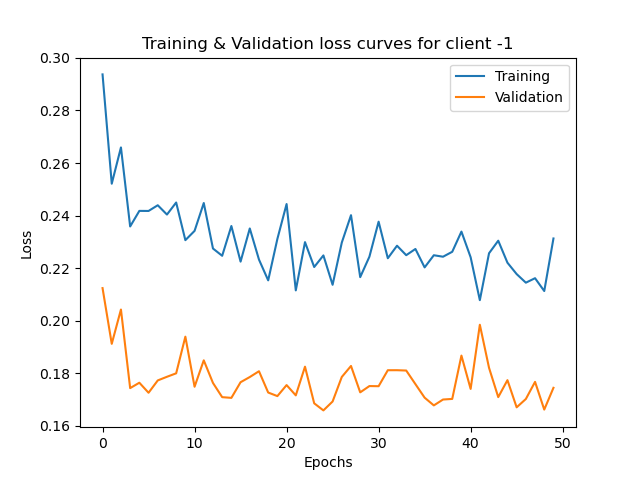 Training & Validation loss curves for client -1
Training
Validation
0.30
0.28
0.26
0.24
0.22
0.20
0.18
0.16
Loss
0
10
20
30
40
50
Epochs